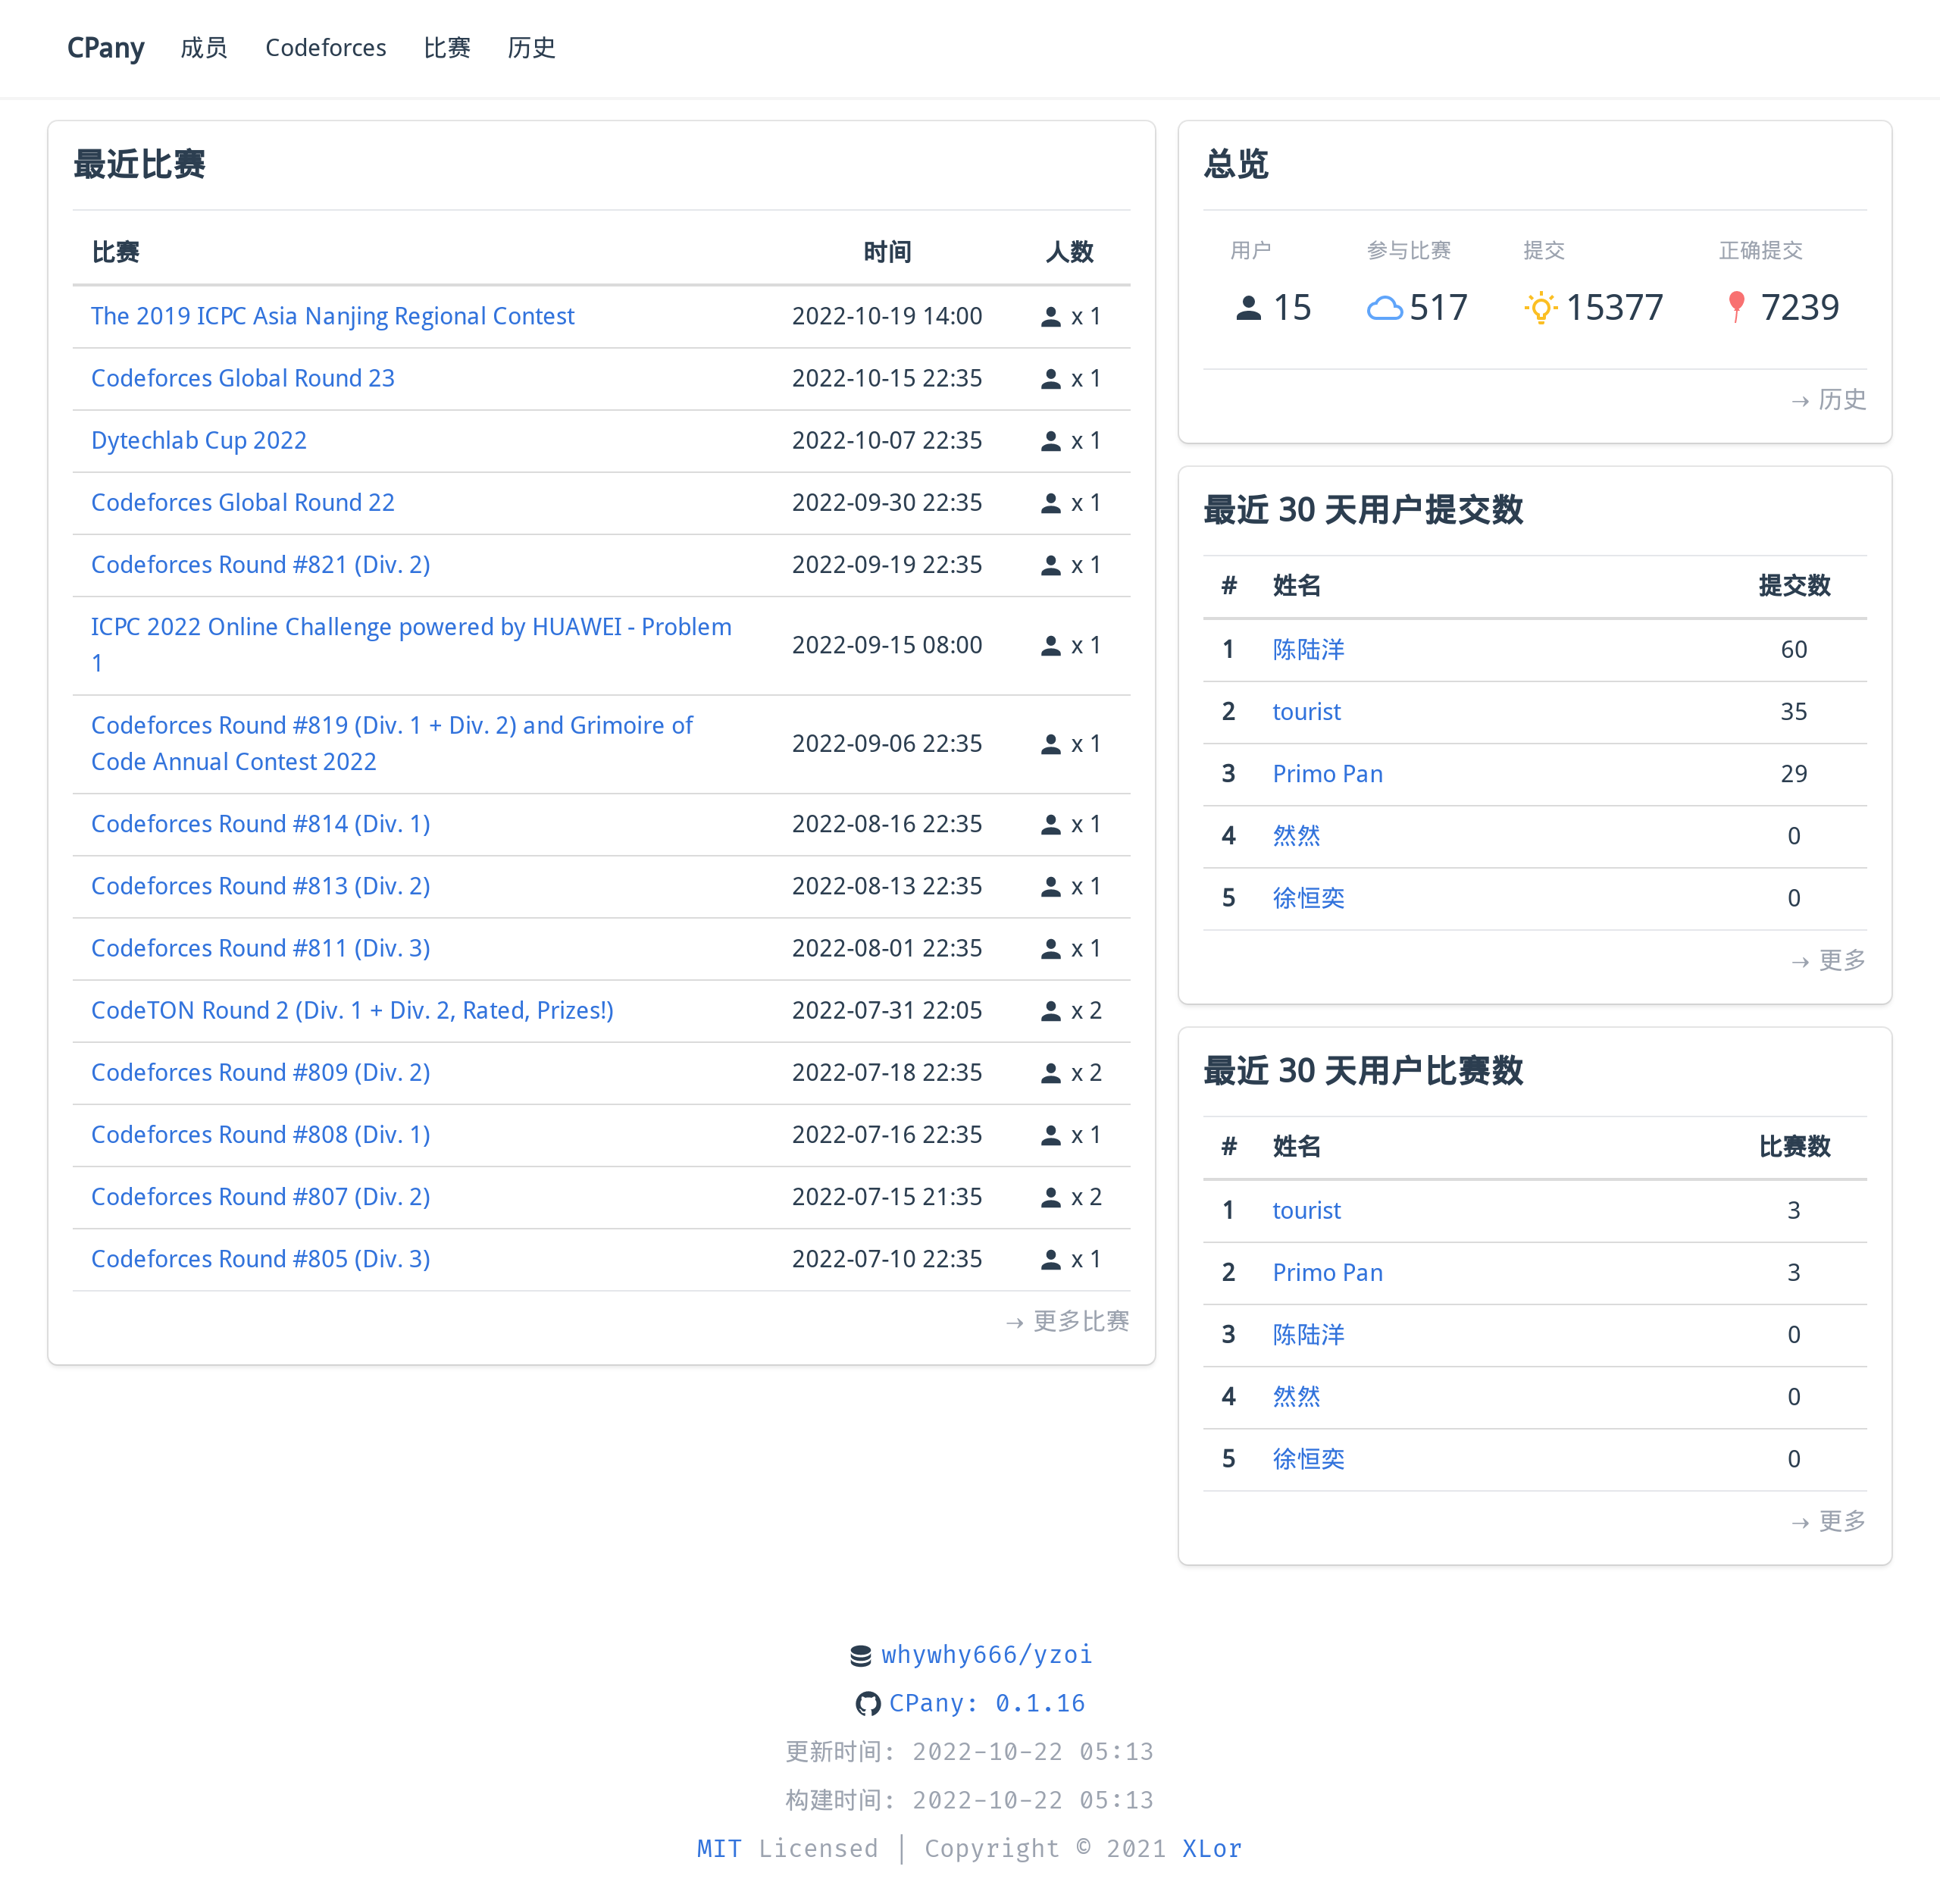 CPany 成员 Codeforces 比赛 历史
最近比赛
比赛 时间 人数
The 2019 ICPC Asia Nanjing Regional Contest 2022-10-19 14:00 x 1
Codeforces Global Round 23 2022-10-15 22:35 x 1
Dytechlab Cup 2022 2022-10-07 22:35 x 1
Codeforces Global Round 22 2022-09-30 22:35 x 1
Codeforces Round #821 (Div. 2) 2022-09-19 22:35 x 1
ICPC 2022 Online Challenge powered by HUAWEI - Problem
1 2022-09-15 08:00 x 1
Codeforces Round #819 (Div. 1 + Div. 2) and Grimoire of
Code Annual Contest 2022 2022-09-06 22:35 x 1
Codeforces Round #814 (Div. 1) 2022-08-16 22:35 x 1
Codeforces Round #813 (Div. 2) 2022-08-13 22:35 x 1
Codeforces Round #811 (Div. 3) 2022-08-01 22:35 x 1
CodeTON Round 2 (Div. 1 + Div. 2, Rated, Prizes!) 2022-07-31 22:05 x 2
Codeforces Round #809 (Div. 2) 2022-07-18 22:35 x 2
Codeforces Round #808 (Div. 1) 2022-07-16 22:35 x 1
Codeforces Round #807 (Div. 2) 2022-07-15 21:35 x 2
Codeforces Round #805 (Div. 3) 2022-07-10 22:35 x 1
→ 更多比赛
总览
用户 参与比赛 提交 正确提交
15 517 15377 7239
→ 历史
最近 30 天用户提交数
# 姓名 提交数
1 陈陆洋 60
2 tourist 35
3 Primo Pan 29
4 然然 0
5 徐恒奕 0
→ 更多
最近 30 天用户比赛数
# 姓名 比赛数
1 tourist 3
2 Primo Pan 3
3 陈陆洋 0
4 然然 0
5 徐恒奕 0
→ 更多
whywhy666/yzoi
CPany: 0.1.16
更新时间: 2022-10-22 05:13
构建时间: 2022-10-22 05:13
MIT Licensed | Copyright © 2021 XLor